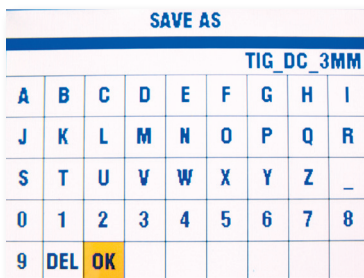 SAVE AS
TIG_DC_3MM
A B C D E F G H I
J K L M N O P Q R
S T U V W X Y Z _
0 1 2 3 4 5 6 7 8
9 DEL OK